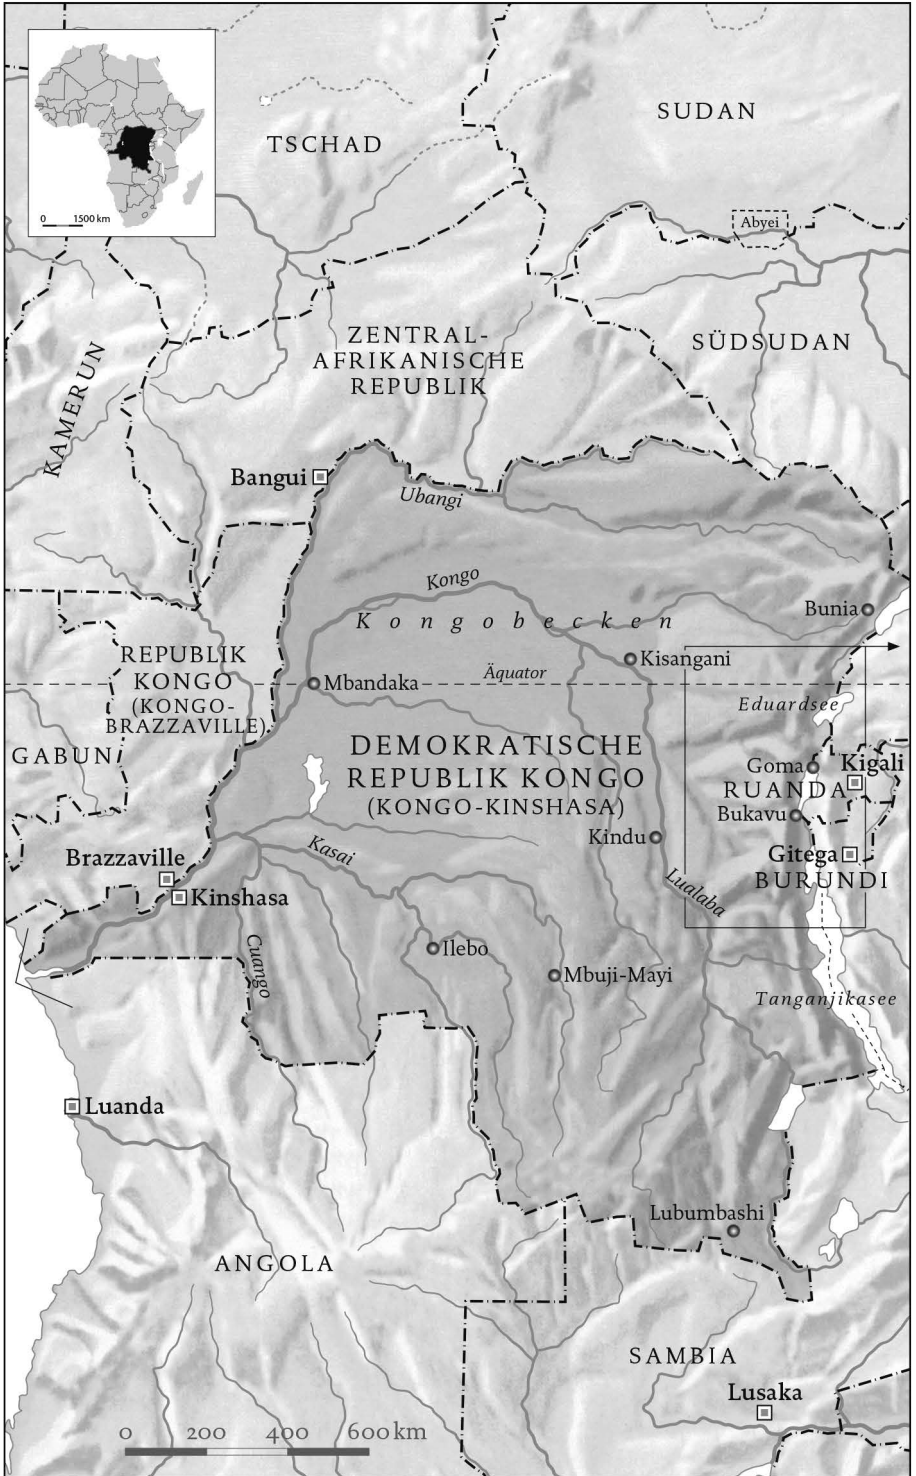 SUDAN
TSCHAD
0 1500 km
Abyei
ZENTRAL-
AFRIKANISCHE
REPUBLIK
SÜDSUDAN
KAMERUN
Bangui
Ubangi
Kongo
Kongobecken
Bunia
REPUBLIK
KONGO
(KONGO-
BRAZZAVILLE)
Kisangani
Mbandaka
Äquator
Eduardsee
GABUN
DEMOKRATISCHE
REPUBLIK KONGO
(KONGO-KINSHASA)
Goma
Kigali
RUANDA
Bukavu
Kindu
Kasai
Brazzaville
Gitega
BURUNDI
Kinshasa
Lualaba
Cuango
Ilebo
Mbuji-Mayi
Tanganjikasee
Luanda
Lubumbashi
ANGOLA
SAMBIA
Lusaka
0 200 400 600 km